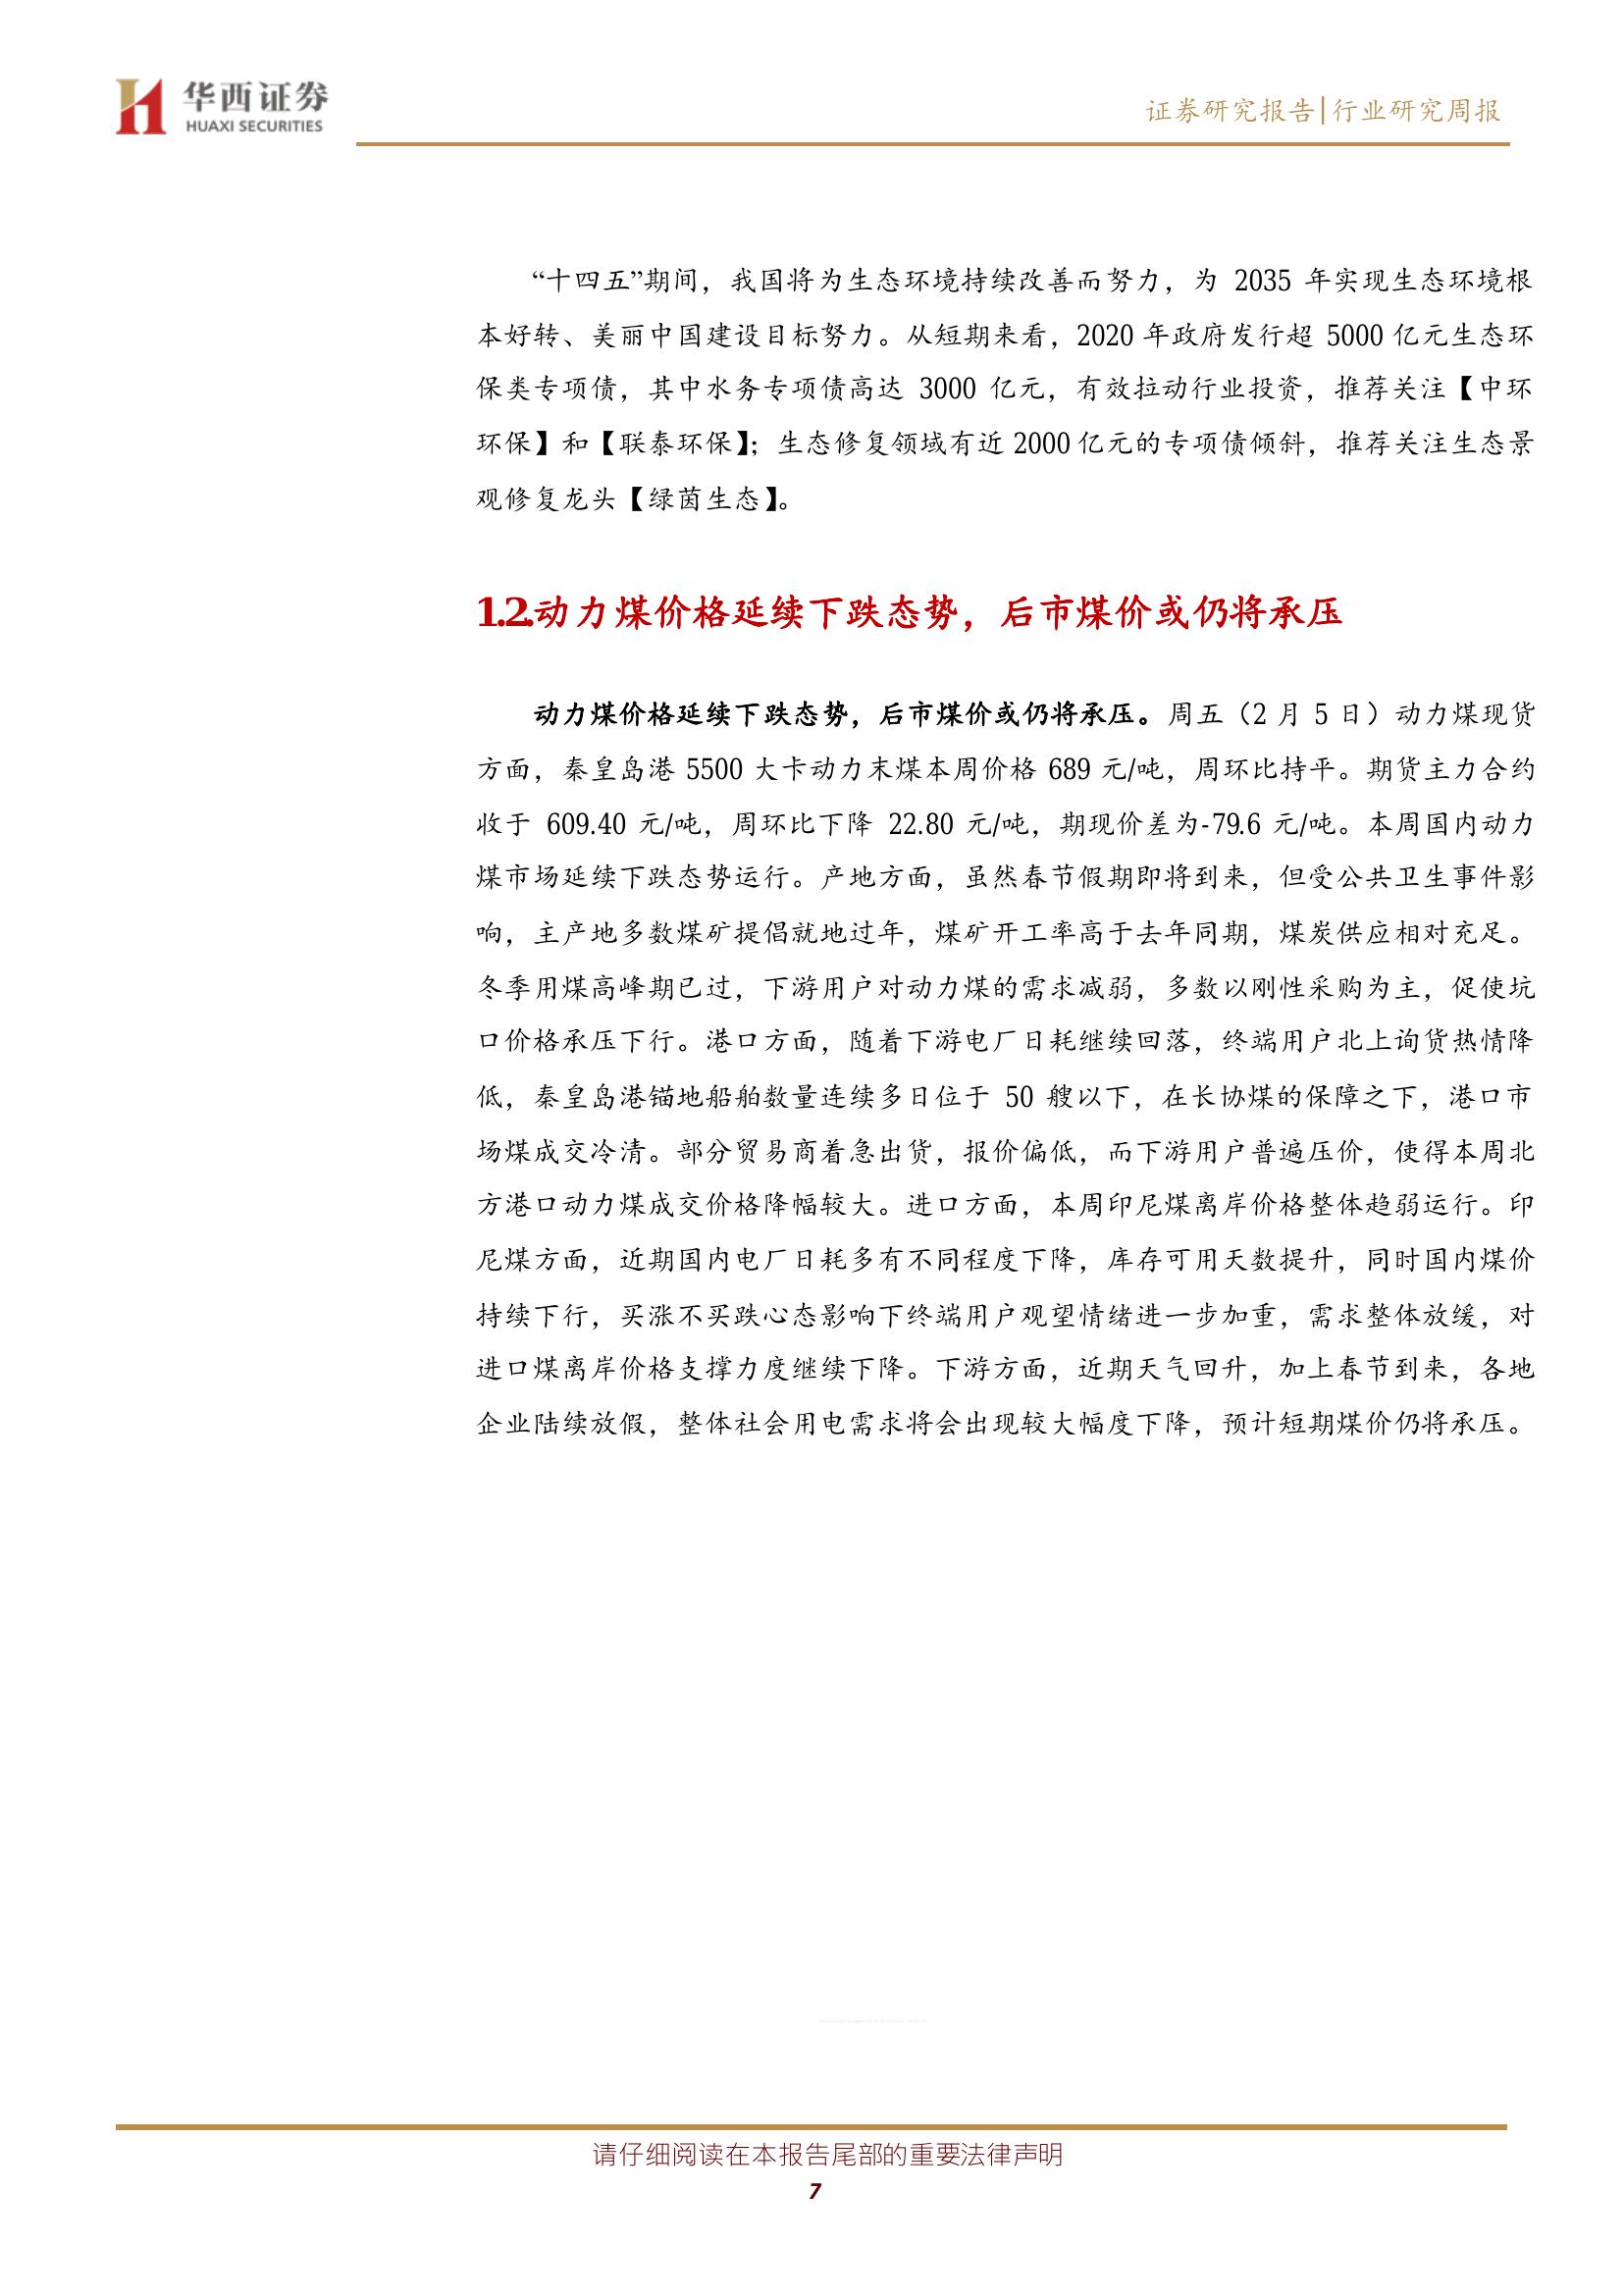 华西证券
HUAXI SECURITIES
证券研究报告|行业研究周报
“十四五”期间，我国将为生态环境持续改善而努力，为 2035 年实现生态环境根
本好转、美丽中国建设目标努力。从短期来看，2020 年政府发行超 5000 亿元生态环
保类专项债，其中水务专项债高达 3000 亿元，有效拉动行业投资，推荐关注【中环
环保】和【联泰环保】；生态修复领域有近 2000 亿元的专项债倾斜，推荐关注生态景
观修复龙头【绿茵生态】。
1.2.动力煤价格延续下跌态势，后市煤价或仍将承压
动力煤价格延续下跌态势，后市煤价或仍将承压。周五（2 月 5 日）动力煤现货
方面，秦皇岛港 5500 大卡动力末煤本周价格 689 元/吨，周环比持平。期货主力合约
收于 609.40 元/吨，周环比下降 22.80 元/吨，期现价差为-79.6 元/吨。本周国内动力
煤市场延续下跌态势运行。产地方面，虽然春节假期即将到来，但受公共卫生事件影
响，主产地多数煤矿提倡就地过年，煤矿开工率高于去年同期，煤炭供应相对充足。
冬季用煤高峰期已过，下游用户对动力煤的需求减弱，多数以刚性采购为主，促使坑
口价格承压下行。港口方面，随着下游电厂日耗继续回落，终端用户北上询货热情降
低，秦皇岛港锚地船舶数量连续多日位于 50 艘以下，在长协煤的保障之下，港口市
场煤成交冷清。部分贸易商着急出货，报价偏低，而下游用户普遍压价，使得本周北
方港口动力煤成交价格降幅较大。进口方面，本周印尼煤离岸价格整体趋弱运行。印
尼煤方面，近期国内电厂日耗多有不同程度下降，库存可用天数提升，同时国内煤价
持续下行，买涨不买跌心态影响下终端用户观望情绪进一步加重，需求整体放缓，对
进口煤离岸价格支撑力度继续下降。下游方面，近期天气回升，加上春节到来，各地
企业陆续放假，整体社会用电需求将会出现较大幅度下降，预计短期煤价仍将承压。
请仔细阅读在本报告尾部的重要法律声明
7